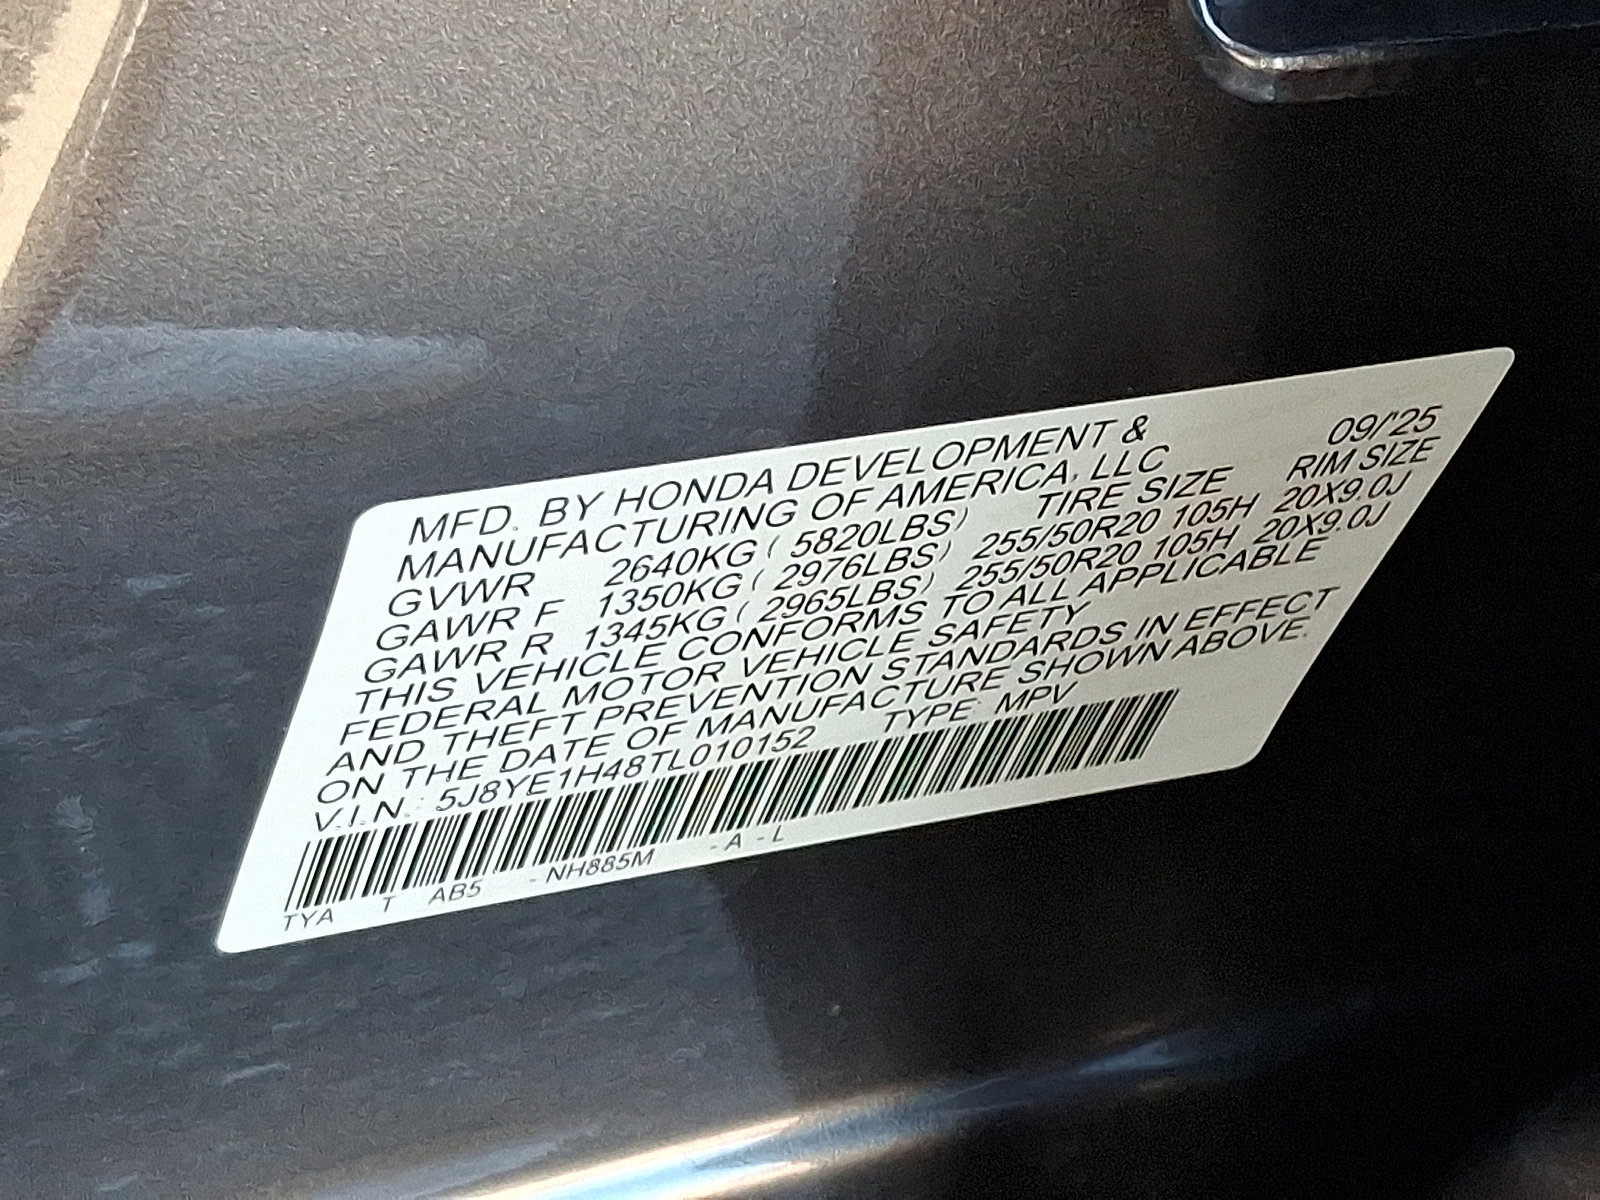 MFD. BY HONDA DEVELOPMENT & 09/'25
MANUFACTURING OF AMERICA, LLC
TIRE SIZE RIM SIZE
GVWR 2640KG ( 5820LBS)
GAWR F 1350KG ( 2976LBS) 255/50R20 105H 20X9.0J
GAWR R 1345KG ( 2965LBS) 255/50R20 105H 20X9.0J
THIS VEHICLE CONFORMS TO ALL APPLICABLE
FEDERAL MOTOR VEHICLE SAFETY
AND THEFT PREVENTION STANDARDS IN EFFECT
ON THE DATE OF MANUFACTURE SHOWN ABOVE.
V.I.N.: 5J8YE1H48TL010152 TYPE: MPV
TYA T AB5 - NH885M - A - L